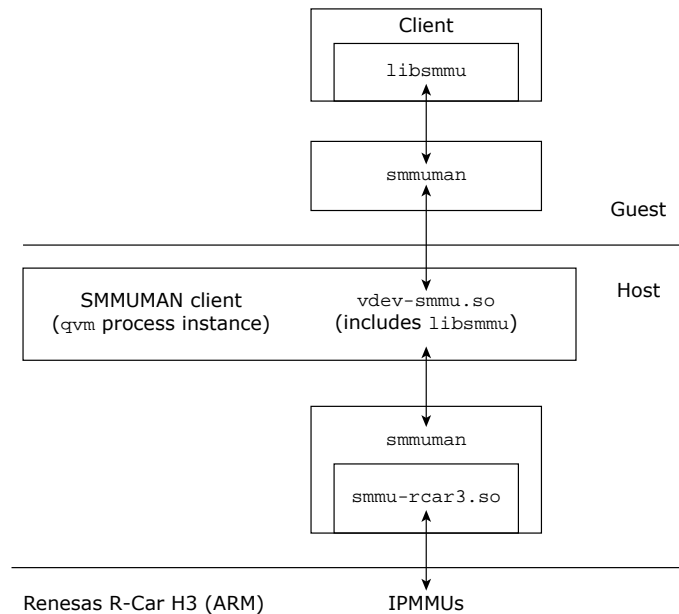 Client
libsmmu
smmuman
Guest
Host
SMMUMAN client
(qvm process instance)
vdev-smmu.so
(includes libsmmu)
smmuman
smmu-rcar3.so
Renesas R-Car H3 (ARM)
IPMMUs